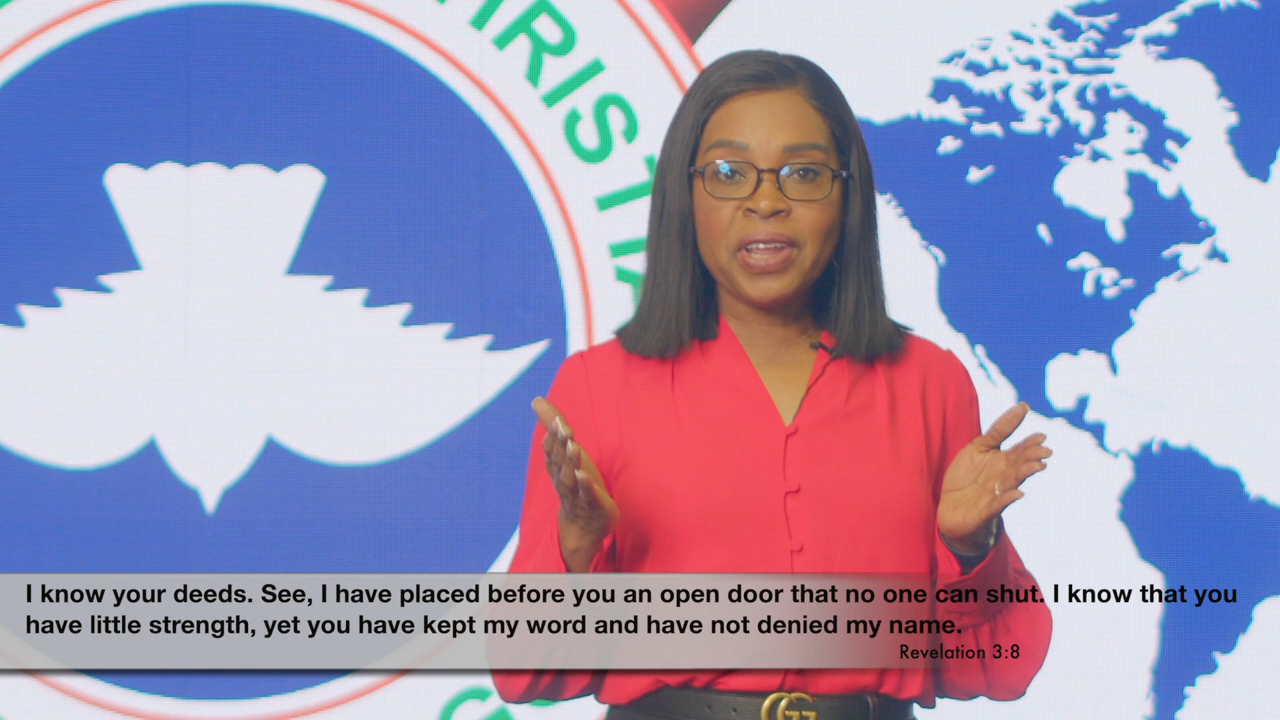 HRISTIA
I know your deeds. See, I have placed before you an open door that no one can shut. I know that you
have little strength, yet you have kept my word and have not denied my name.
Revelation 3:8